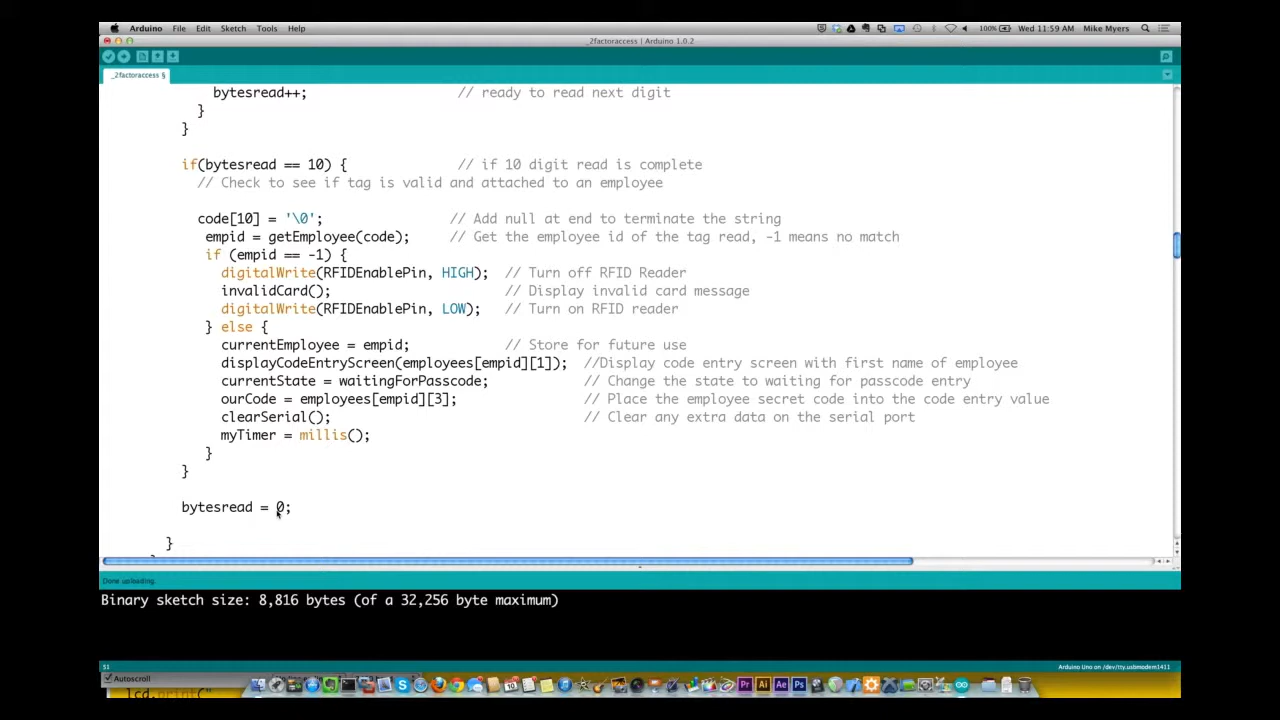 Arduino File Edit Sketch Tools Help 100% Wed 11:59 AM Mike Myers
_2factoraccess | Arduino 1.0.2
_2factoraccess §
bytesread++; // ready to read next digit
}
}
if(bytesread == 10) { // if 10 digit read is complete
// Check to see if tag is valid and attached to an employee
code[10] = '\0'; // Add null at end to terminate the string
empid = getEmployee(code); // Get the employee id of the tag read, -1 means no match
if (empid == -1) {
digitalWrite(RFIDEnablePin, HIGH); // Turn off RFID Reader
invalidCard(); // Display invalid card message
digitalWrite(RFIDEnablePin, LOW); // Turn on RFID reader
} else {
currentEmployee = empid; // Store for future use
displayCodeEntryScreen(employees[empid][1]); //Display code entry screen with first name of employee
currentState = waitingForPasscode; // Change the state to waiting for passcode entry
ourCode = employees[empid][3]; // Place the employee secret code into the code entry value
clearSerial(); // Clear any extra data on the serial port
myTimer = millis();
}
}
bytesread = 0;
}
Done uploading.
Binary sketch size: 8,816 bytes (of a 32,256 byte maximum)
51 Arduino Uno on /dev/tty.usbmodem1411
Autoscroll
lcd.print("
Pr Ai Ae Ps